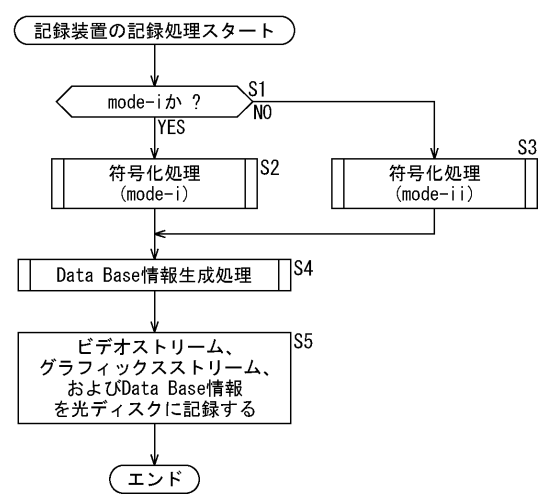 記録装置の記録処理スタート
mode-iか ?
S1
NO
YES
符号化処理
(mode-i)
S2
符号化処理
(mode-ii)
S3
Data Base情報生成処理
S4
ビデオストリーム、
グラフィックスストリーム、
およびData Base情報
を光ディスクに記録する
S5
エンド